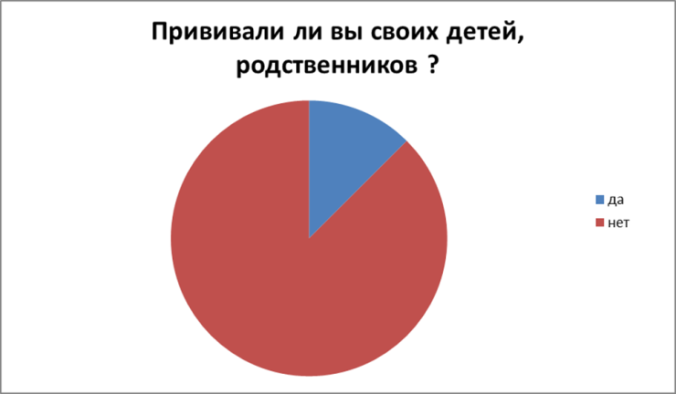 Прививали ли вы своих детей,
родственников ?
да
нет